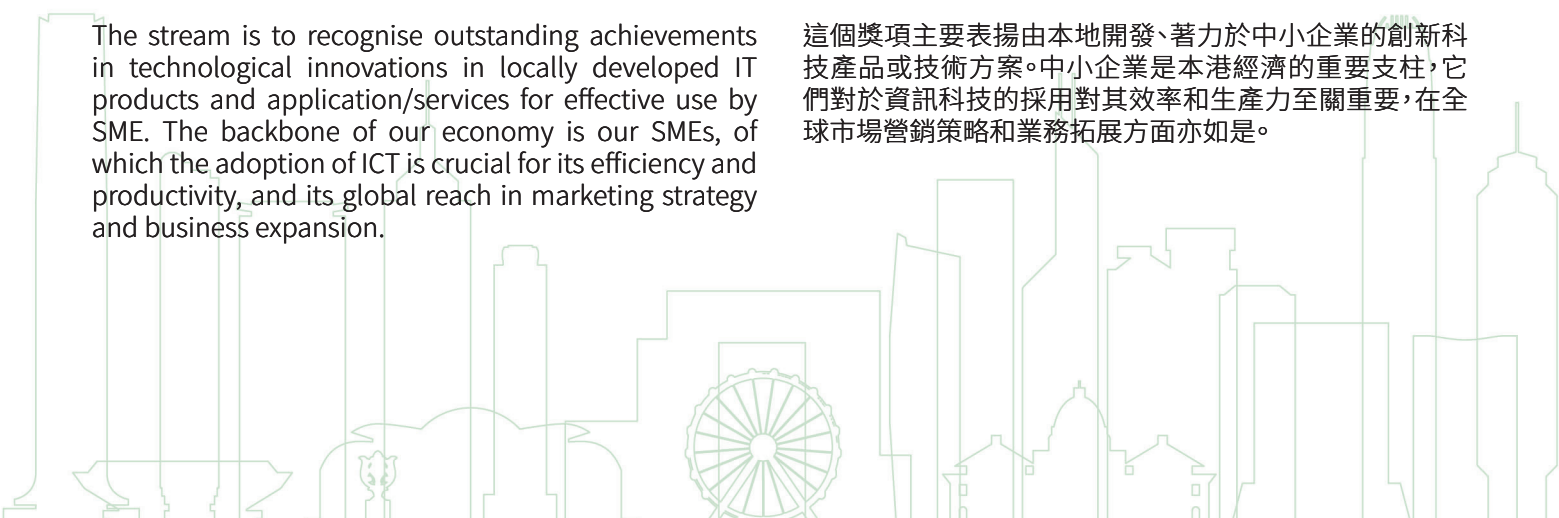 The stream is to recognise outstanding achievements
in technological innovations in locally developed IT
products and application/services for effective use by
SME. The backbone of our economy is our SMEs, of
which the adoption of ICT is crucial for its efficiency and
productivity, and its global reach in marketing strategy
and business expansion.
這個獎項主要表揚由本地開發、著力於中小企業的創新科
技產品或技術方案。中小企業是本港經濟的重要支柱，它
們對於資訊科技的採用對其效率和生產力至關重要，在全
球市場營銷策略和業務拓展方面亦如是。